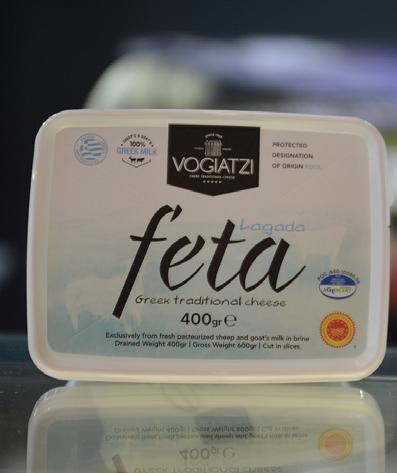 SHEEP'S & GOAT'S
100%
GREEK MILK
VOGIATZI
GREEK TRADITIONAL CHEESE
PROTECTED
DESIGNATION
OF ORIGIN FOOD
Lagada
feta
Greek traditional cheese
400gr℮
Exclusively from fresh pasteurized sheep and goat's milk in brine
Drained Weight 400gr | Gross Weight 600gr | Cut in slices
AGROCERT